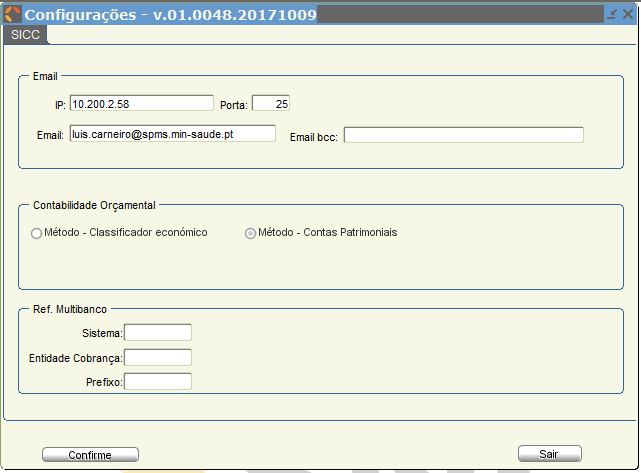 Configurações - v.01.0048.20171009
SICC
Email
IP: 10.200.2.58 Porta: 25
Email: luis.carneiro@spms.min-saude.pt Email bcc:
Contabilidade Orçamental
Método - Classificador económico Método - Contas Patrimoniais
Ref. Multibanco
Sistema:
Entidade Cobrança:
Prefixo:
Confirme Sair